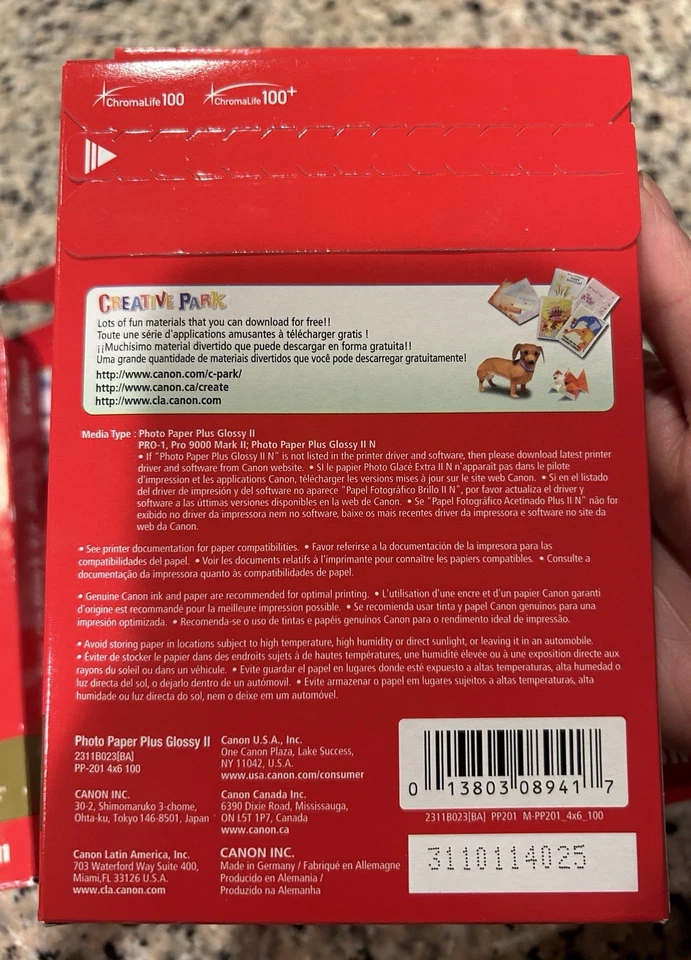 ChromaLife 100 ChromaLife 100+
CREATIVE PARK
Lots of fun materials that you can download for free!!
Toute une série d'applications amusantes à télécharger gratis !
¡¡Muchísimo material divertido que puede descargar en forma gratuita!!
Uma grande quantidade de materiais divertidos que você pode descarregar gratuitamente!
http://www.canon.com/c-park/
http://www.canon.ca/create
http://www.cla.canon.com
Media Type : Photo Paper Plus Glossy II
PRO-1, Pro 9000 Mark II; Photo Paper Plus Glossy II N
• If "Photo Paper Plus Glossy II N" is not listed in the printer driver and software, then please download latest printer
driver and software from Canon website. • SI le papier Photo Glacé Extra II N n'apparaît pas dans le pilote
d'impression et les applications Canon, télécharger les versions mises à jour sur le site web Canon. • Si en el listado
del driver de impresión y del software no aparece "Papel Fotográfico Brillo II N", por favor actualiza el driver y
software a las útimas versiones disponibles en la web de Canon. • Se "Papel Fotográfico Acetinado Plus II N" não for
exibido no driver da impressora nem no software, baixe os mais recentes driver da impressora e software no site da
web da Canon.
• See printer documentation for paper compatibilities. • Favor referirse a la documentación de la impresora para las
compatibilidades del papel. • Voir les documents relatifs à l'imprimante pour connaître les papiers compatibles. • Consulte a
documentação da impressora quanto às compatibilidades de papel.
• Genuine Canon ink and paper are recommended for optimal printing. • L'utilisation d'une encre et d'un papier Canon garanti
d'origine est recommandé pour la meilleure impression possible. • Se recomienda usar tinta y papel Canon genuinos para una
impresión optimizada. • Recomenda-se o uso de tintas e papéis genuínos Canon para o rendimento ideal de impressão.
• Avoid storing paper in locations subject to high temperature, high humidity or direct sunlight, or leaving it in an automobile.
• Éviter de stocker le papier dans des endroits sujets à de hautes températures, une humidité élevée ou à une exposition directe aux
rayons du soleil ou dans un véhicule. • Evite guardar el papel en lugares donde esté expuesto a altas temperaturas, alta humedad o
luz directa del sol, o dejarlo dentro de un automóvil. • Evite armazenar o papel em lugares sujeitos a altas temperaturas, alta
humidade ou luz directa do sol, nem o deixe em um automóvel.
Photo Paper Plus Glossy II
2311B023[BA]
PP-201 4x6 100
CANON INC.
30-2, Shimomaruko 3-chome,
Ohta-ku, Tokyo 146-8501, Japan
Canon Latin America, Inc.
703 Waterford Way Suite 400,
Miami,FL 33126 U.S.A.
www.cla.canon.com
Canon U.S.A., Inc.
One Canon Plaza, Lake Success,
NY 11042, U.S.A.
www.usa.canon.com/consumer
Canon Canada Inc.
6390 Dixie Road, Mississauga,
ON L5T 1P7, Canada
www.canon.ca
CANON INC.
Made in Germany / Fabriqué en Allemagne
Producido en Alemania /
Produzido na Alemanha
0 13803 08941 7
2311B023[BA] PP201 M-PP201_4x6_100
3110114025